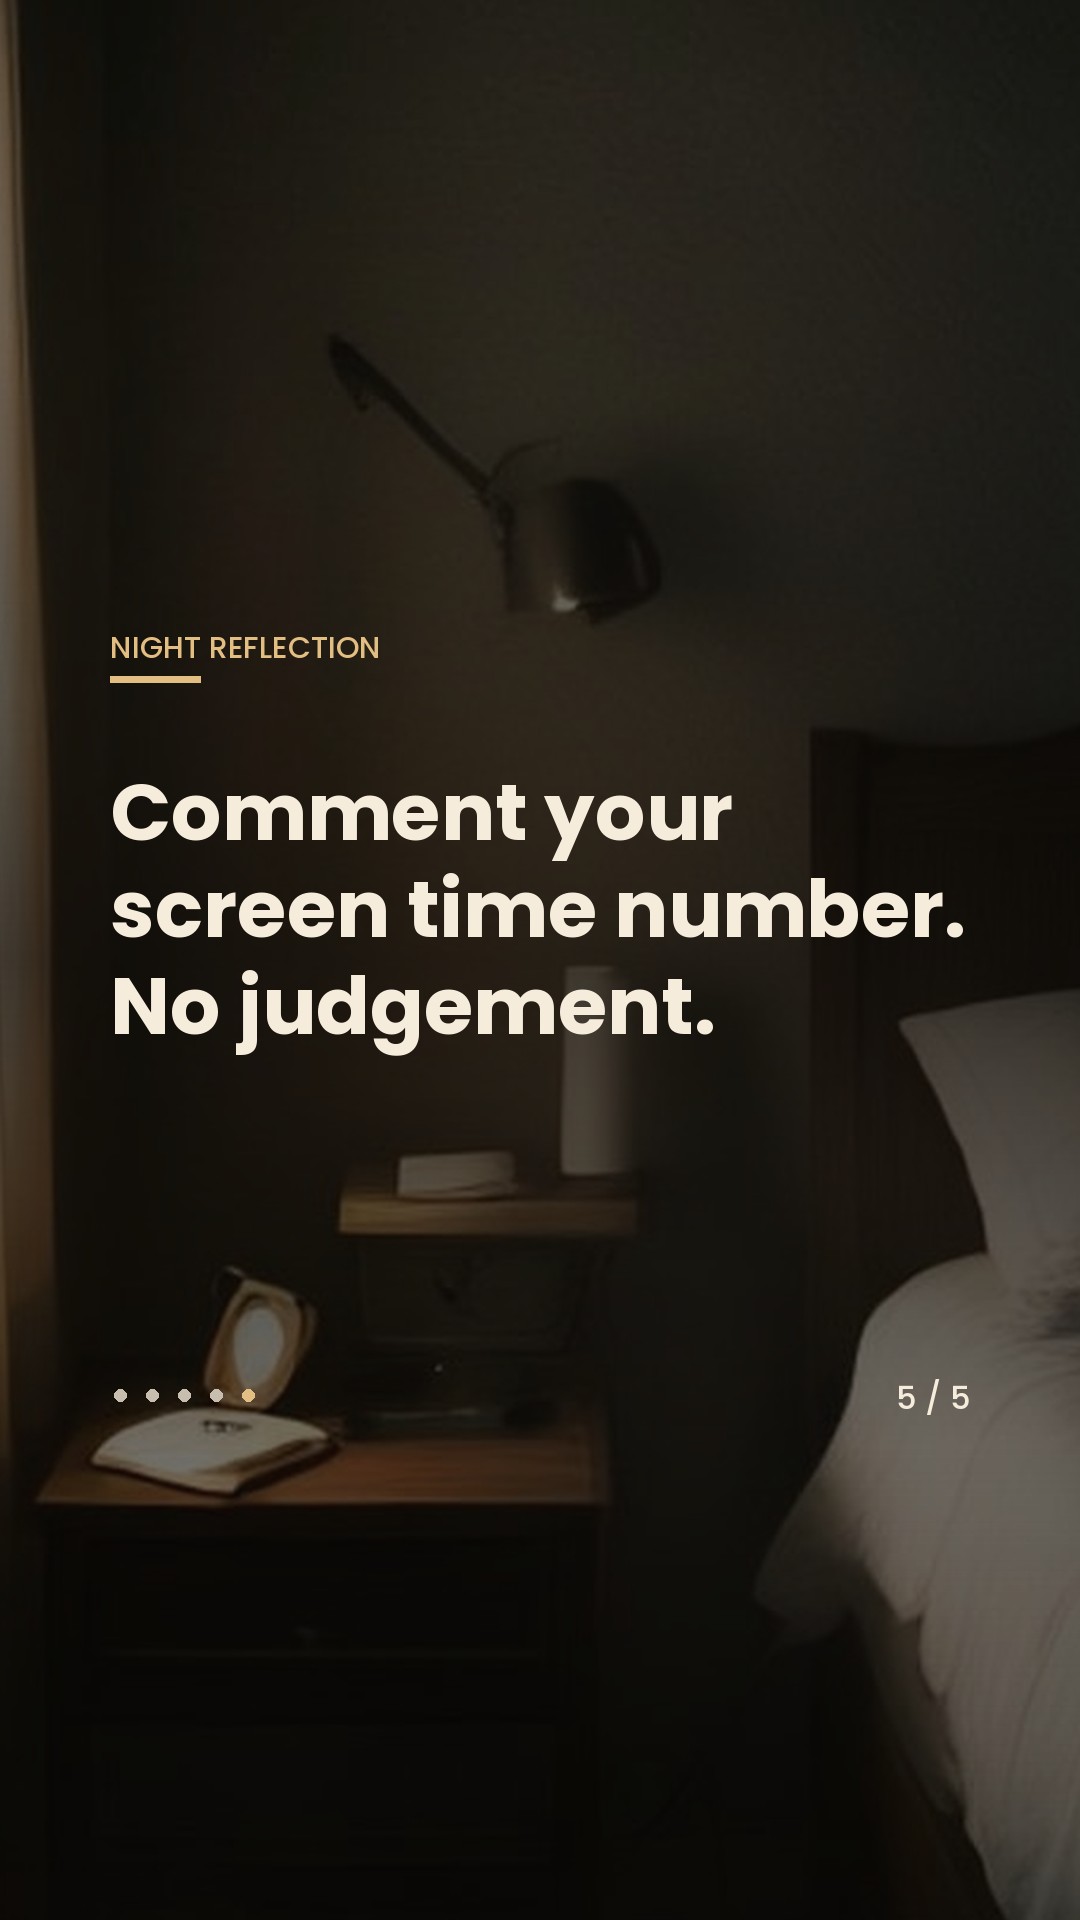 NIGHT REFLECTION
Comment your
screen time number.
No judgement.
5 / 5